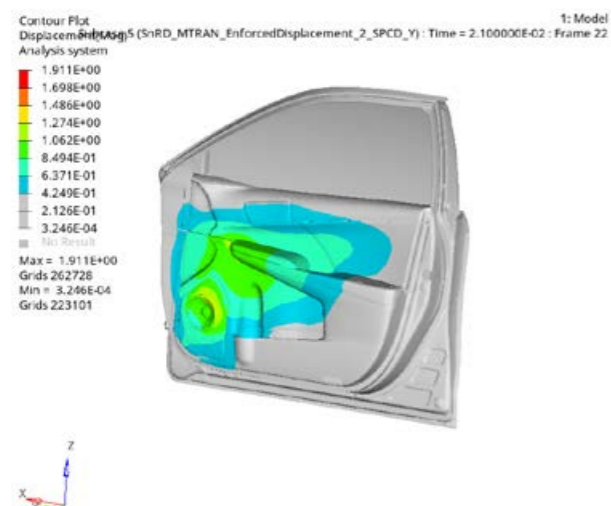 Contour Plot
1: Model
Displacement(Mag)
Subcase 5 (SnRD_MTRAN_EnforcedDisplacement_2_SPCD_Y) : Time = 2.100000E-02 : Frame 22
Analysis system
1.911E+00
1.698E+00
1.486E+00
1.274E+00
1.062E+00
8.494E-01
6.371E-01
4.249E-01
2.126E-01
3.246E-04
No Result
Max = 1.911E+00
Grids 262728
Min = 3.246E-04
Grids 223101
Z
X